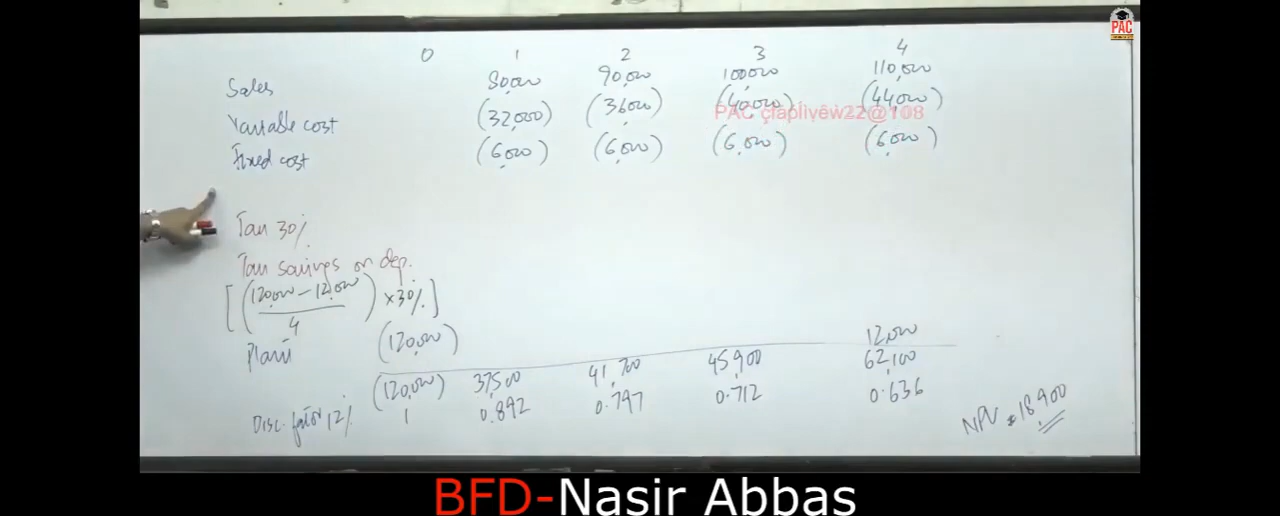 PAC
0 1 2 3 4
Sales 80,000 90,000 100,000 110,000
Variable cost (32,000) (36,000) (40,000) (44,000)
PAC claplivew22@108
Fixed cost (6,000) (6,000) (6,000) (6,000)
Tax 30%
Tax savings on dep.
[((120,000 - 12,000) / 4) × 30%]
Plant (120,000) 12,000
(120,000) 37,500 41,700 45,900 62,100
Disc. factor 12% 1 0.892 0.797 0.712 0.636
NPV = 18,900
BFD-Nasir Abbas